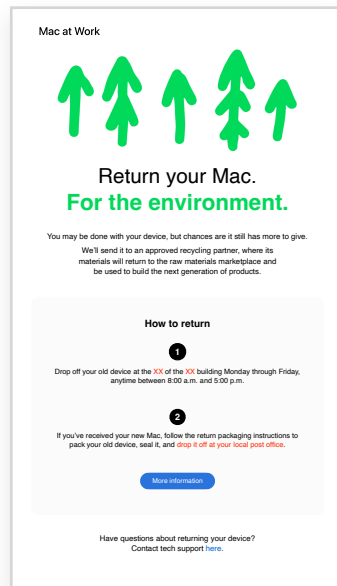 Mac at Work
Return your Mac.
For the environment.
You may be done with your device, but chances are it still has more to give.
We'll send it to an approved recycling partner, where its
materials will return to the raw materials marketplace and
be used to build the next generation of products.
How to return
1
Drop off your old device at the XX of the XX building Monday through Friday,
anytime between 8:00 a.m. and 5:00 p.m.
2
If you've received your new Mac, follow the return packaging instructions to
pack your old device, seal it, and drop it off at your local post office.
More information
Have questions about returning your device?
Contact tech support here.